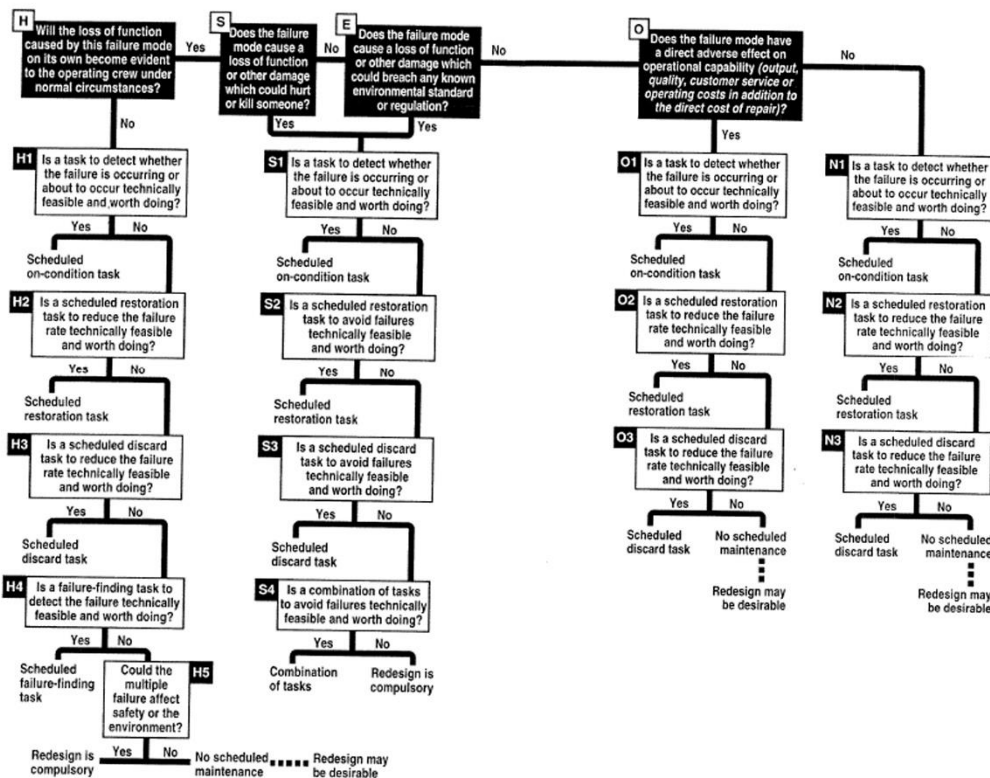 H
Will the loss of function
caused by this failure mode
on its own become evident
to the operating crew under
normal circumstances?
Yes
No
S
Does the failure
mode cause a
loss of function
or other damage
which could hurt
or kill someone?
No
Yes
E
Does the failure mode
cause a loss of function
or other damage which
could breach any known
environmental standard
or regulation?
No
Yes
O
Does the failure mode have
a direct adverse effect on
operational capability (output,
quality, customer service or
operating costs in addition to
the direct cost of repair)?
No
Yes
H1
Is a task to detect whether
the failure is occurring or
about to occur technically
feasible and worth doing?
Yes No
Scheduled
on-condition task
H2
Is a scheduled restoration
task to reduce the failure
rate technically feasible
and worth doing?
Yes No
Scheduled
restoration task
H3
Is a scheduled discard
task to reduce the failure
rate technically feasible
and worth doing?
Yes No
Scheduled
discard task
H4
Is a failure-finding task to
detect the failure technically
feasible and worth doing?
Yes No
Scheduled
failure-finding
task
H5
Could the
multiple
failure affect
safety or the
environment?
Yes No
Redesign is
compulsory
No scheduled
maintenance
Redesign may
be desirable
S1
Is a task to detect whether
the failure is occurring or
about to occur technically
feasible and worth doing?
Yes No
Scheduled
on-condition task
S2
Is a scheduled restoration
task to avoid failures
technically feasible
and worth doing?
Yes No
Scheduled
restoration task
S3
Is a scheduled discard
task to avoid failures
technically feasible
and worth doing?
Yes No
Scheduled
discard task
S4
Is a combination of tasks
to avoid failures technically
feasible and worth doing?
Yes No
Combination
of tasks
Redesign is
compulsory
O1
Is a task to detect whether
the failure is occurring or
about to occur technically
feasible and worth doing?
Yes No
Scheduled
on-condition task
O2
Is a scheduled restoration
task to reduce the failure
rate technically feasible
and worth doing?
Yes No
Scheduled
restoration task
O3
Is a scheduled discard
task to reduce the failure
rate technically feasible
and worth doing?
Yes No
Scheduled
discard task
No scheduled
maintenance
Redesign may
be desirable
N1
Is a task to detect whether
the failure is occurring or
about to occur technically
feasible and worth doing?
Yes No
Scheduled
on-condition task
N2
Is a scheduled restoration
task to reduce the failure
rate technically feasible
and worth doing?
Yes No
Scheduled
restoration task
N3
Is a scheduled discard
task to reduce the failure
rate technically feasible
and worth doing?
Yes No
Scheduled
discard task
No scheduled
maintenance
Redesign may
be desirable